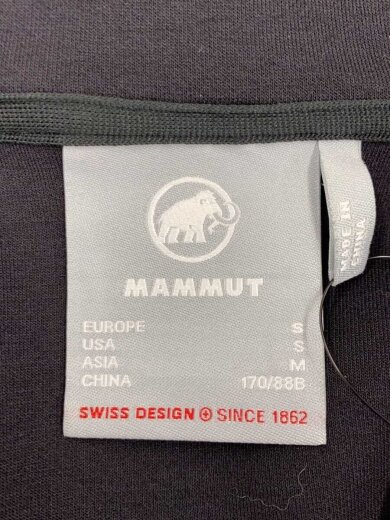 MAMMUT
EUROPE S
USA S
ASIA M
CHINA 170/88B
SWISS DESIGN SINCE 1862
MADE IN
CHINA